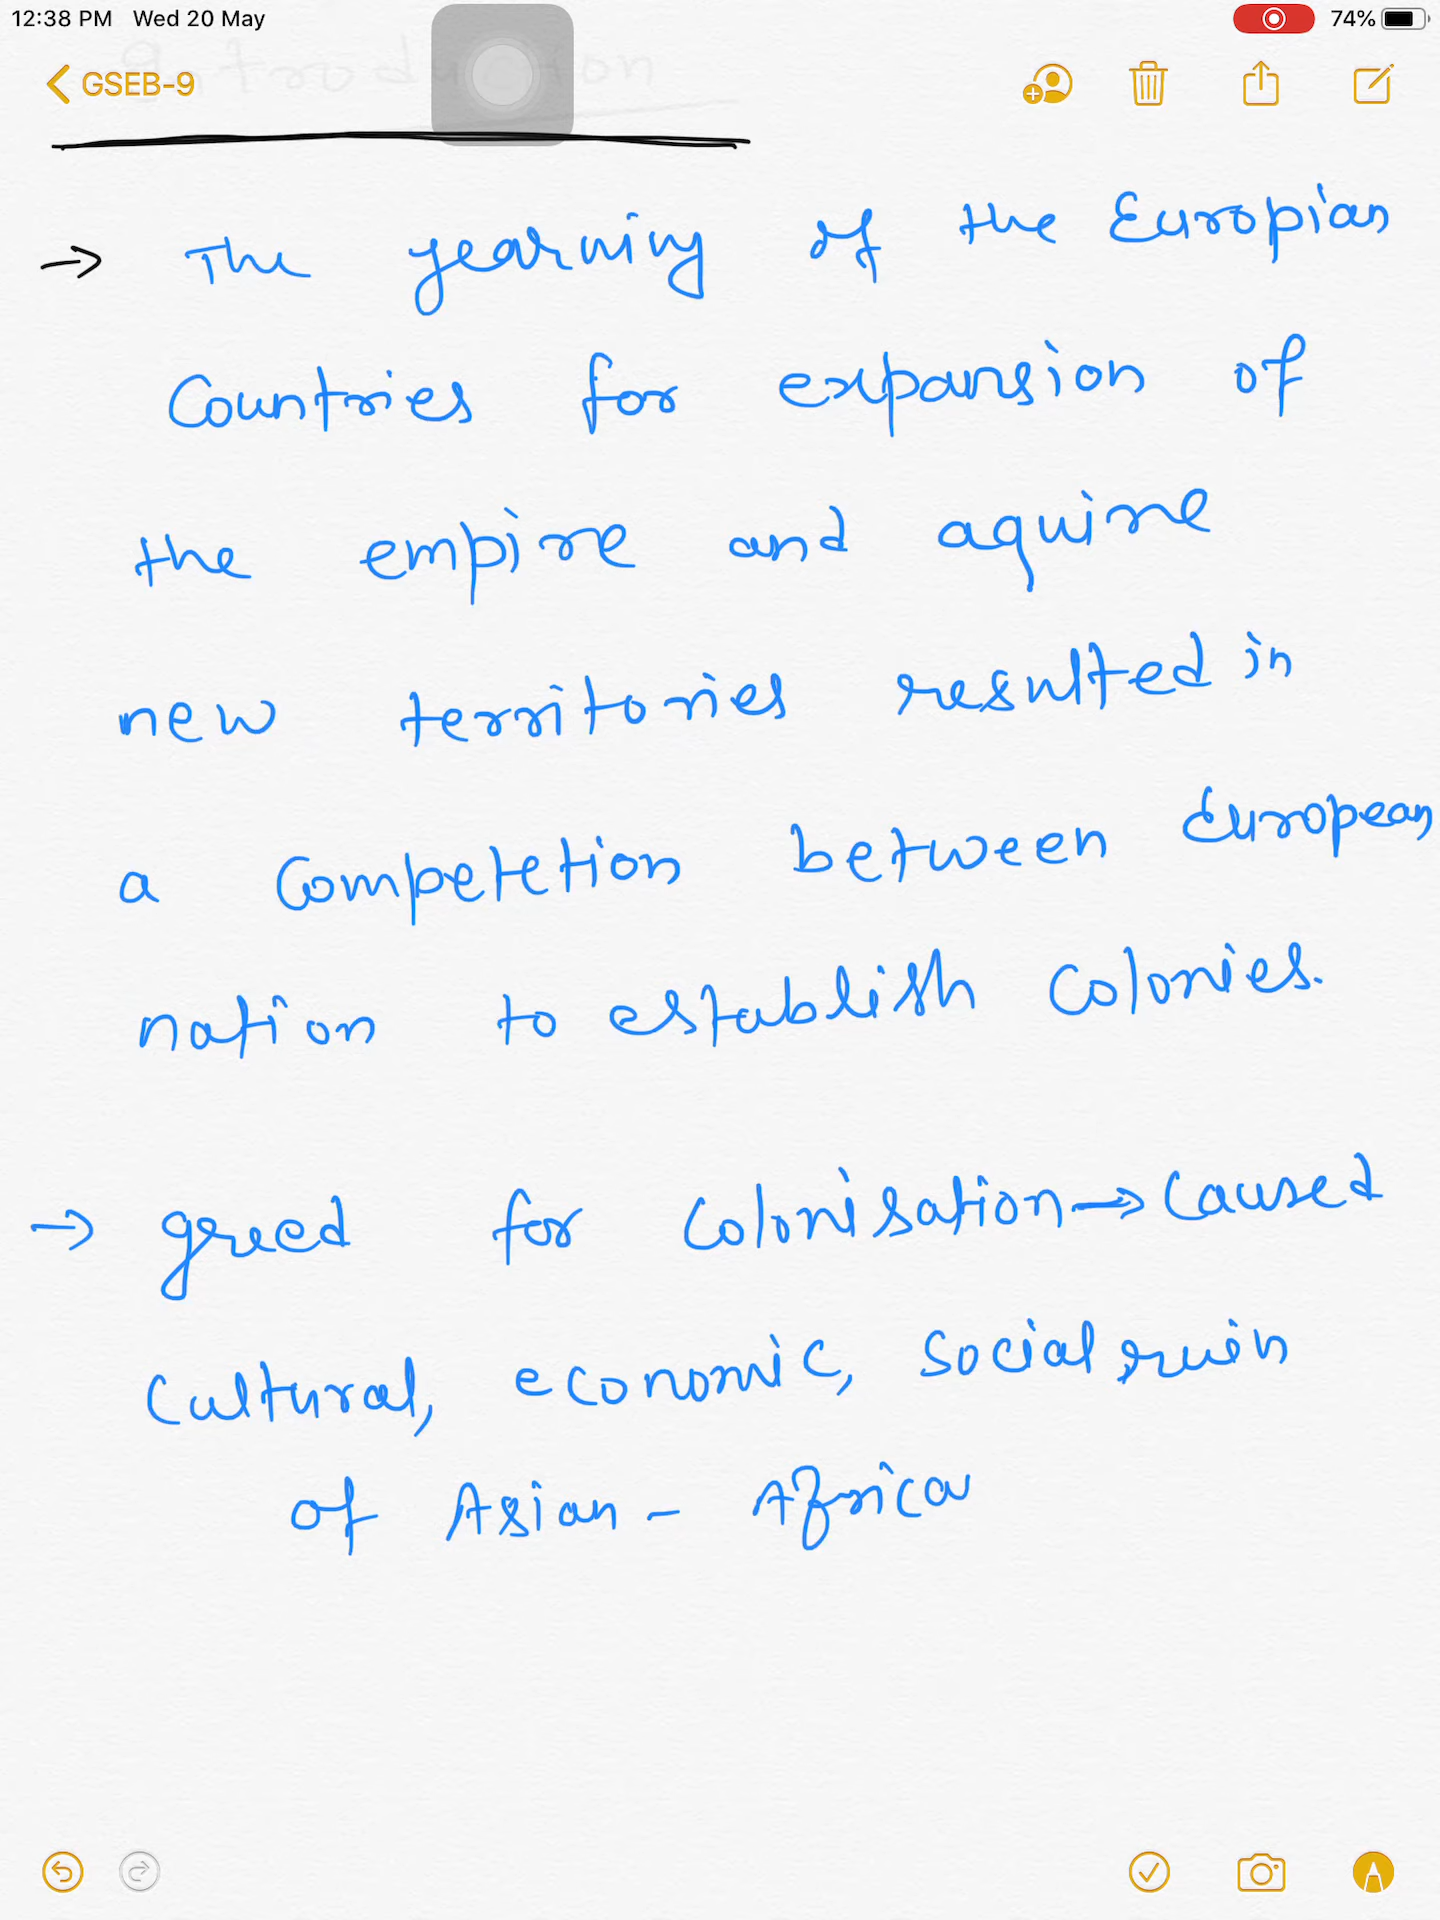 12:38 PM Wed 20 May 74%
GSEB-9
Introduction
→ The yearning of the Europian
Countries for expansion of
the empire and aquire
new territories resulted in
a Competetion between European
nation to establish colonies.
→ greed for Colonisation → Caused
Cultural, economic, social ruin
of Asian - Africa